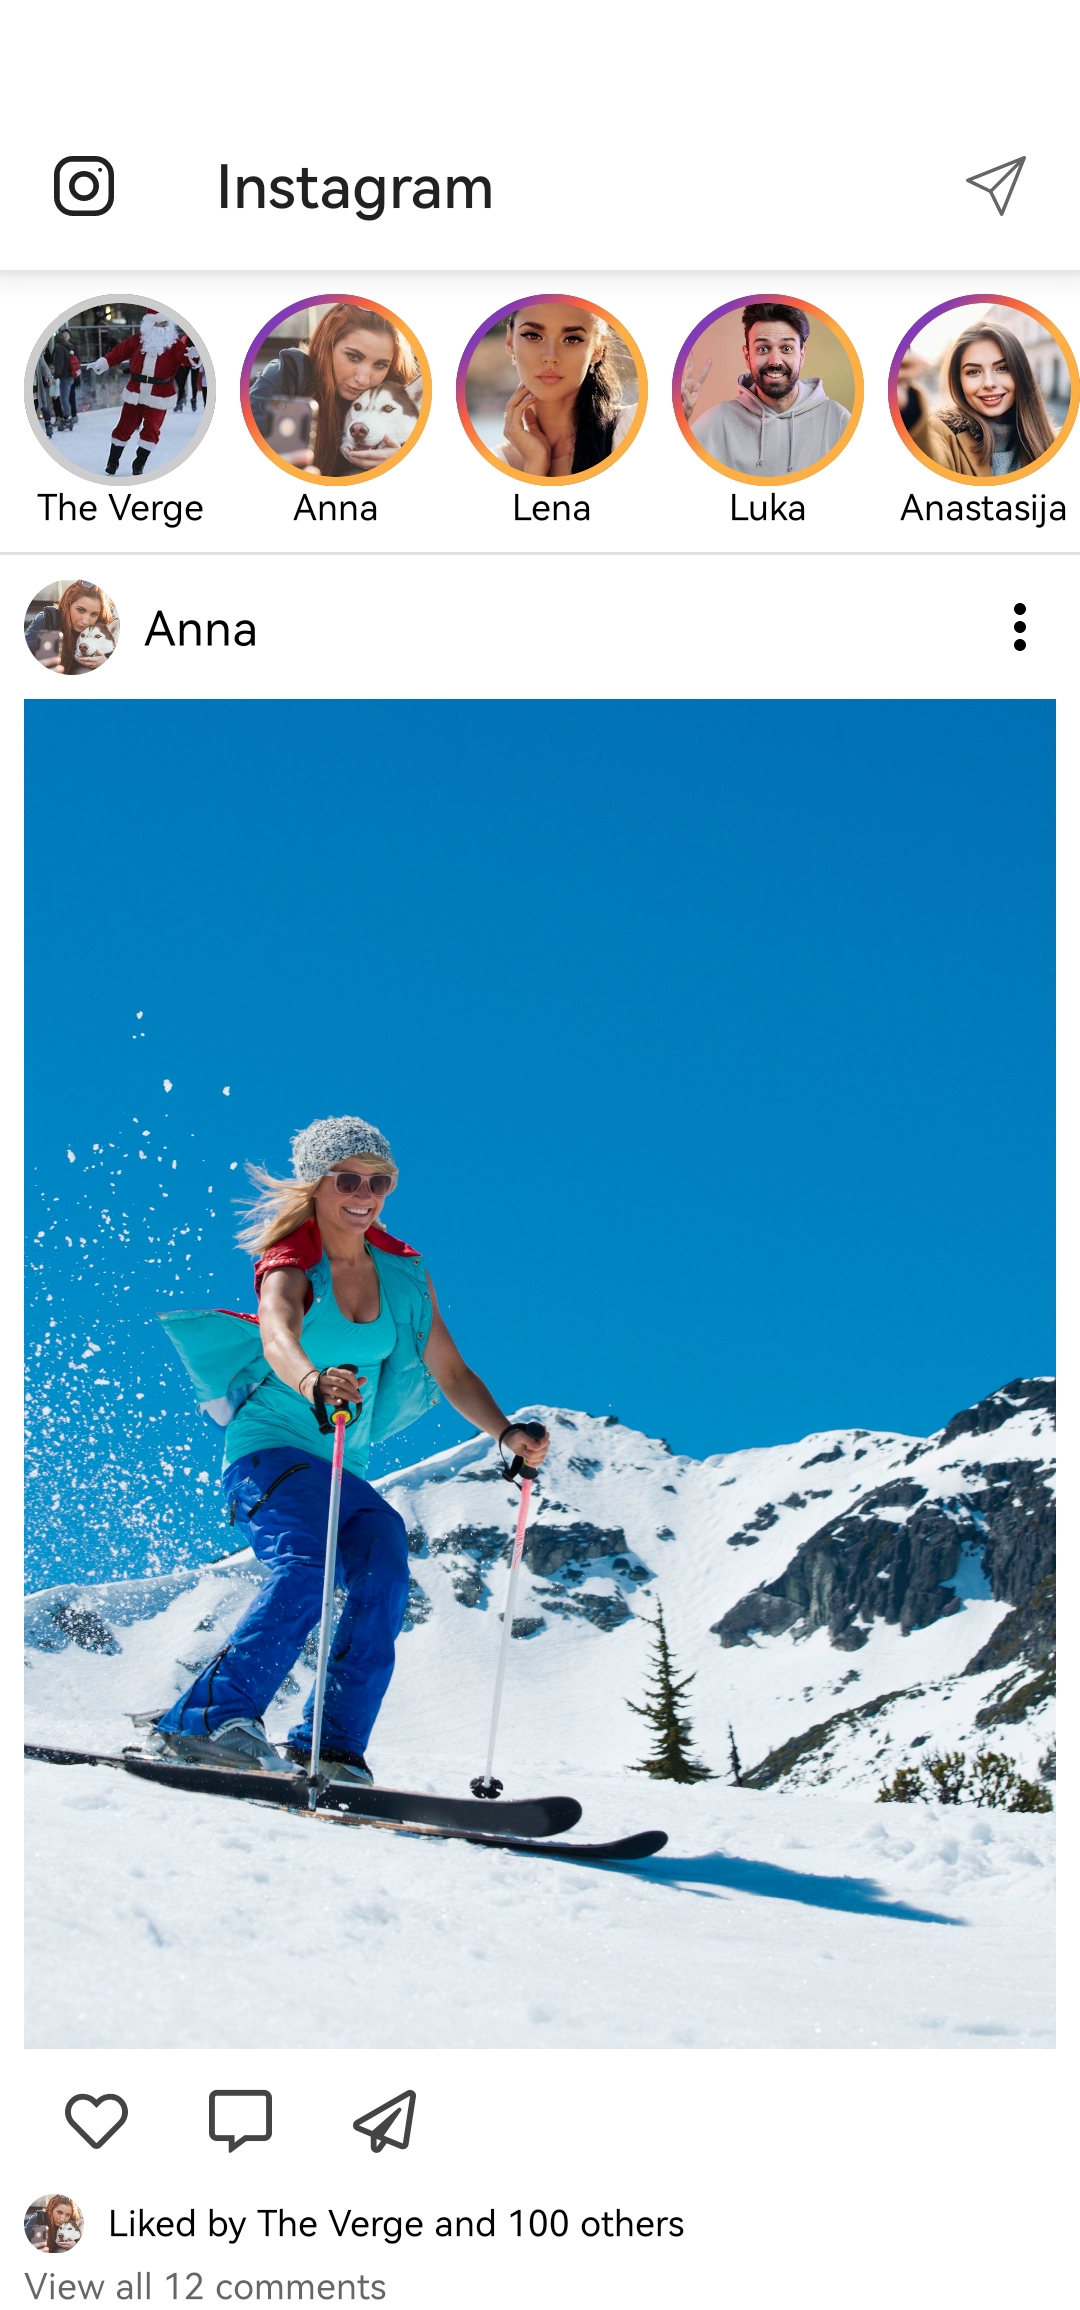 Instagram
The Verge
Anna
Lena
Luka
Anastasija
Anna
Liked by The Verge and 100 others
View all 12 comments